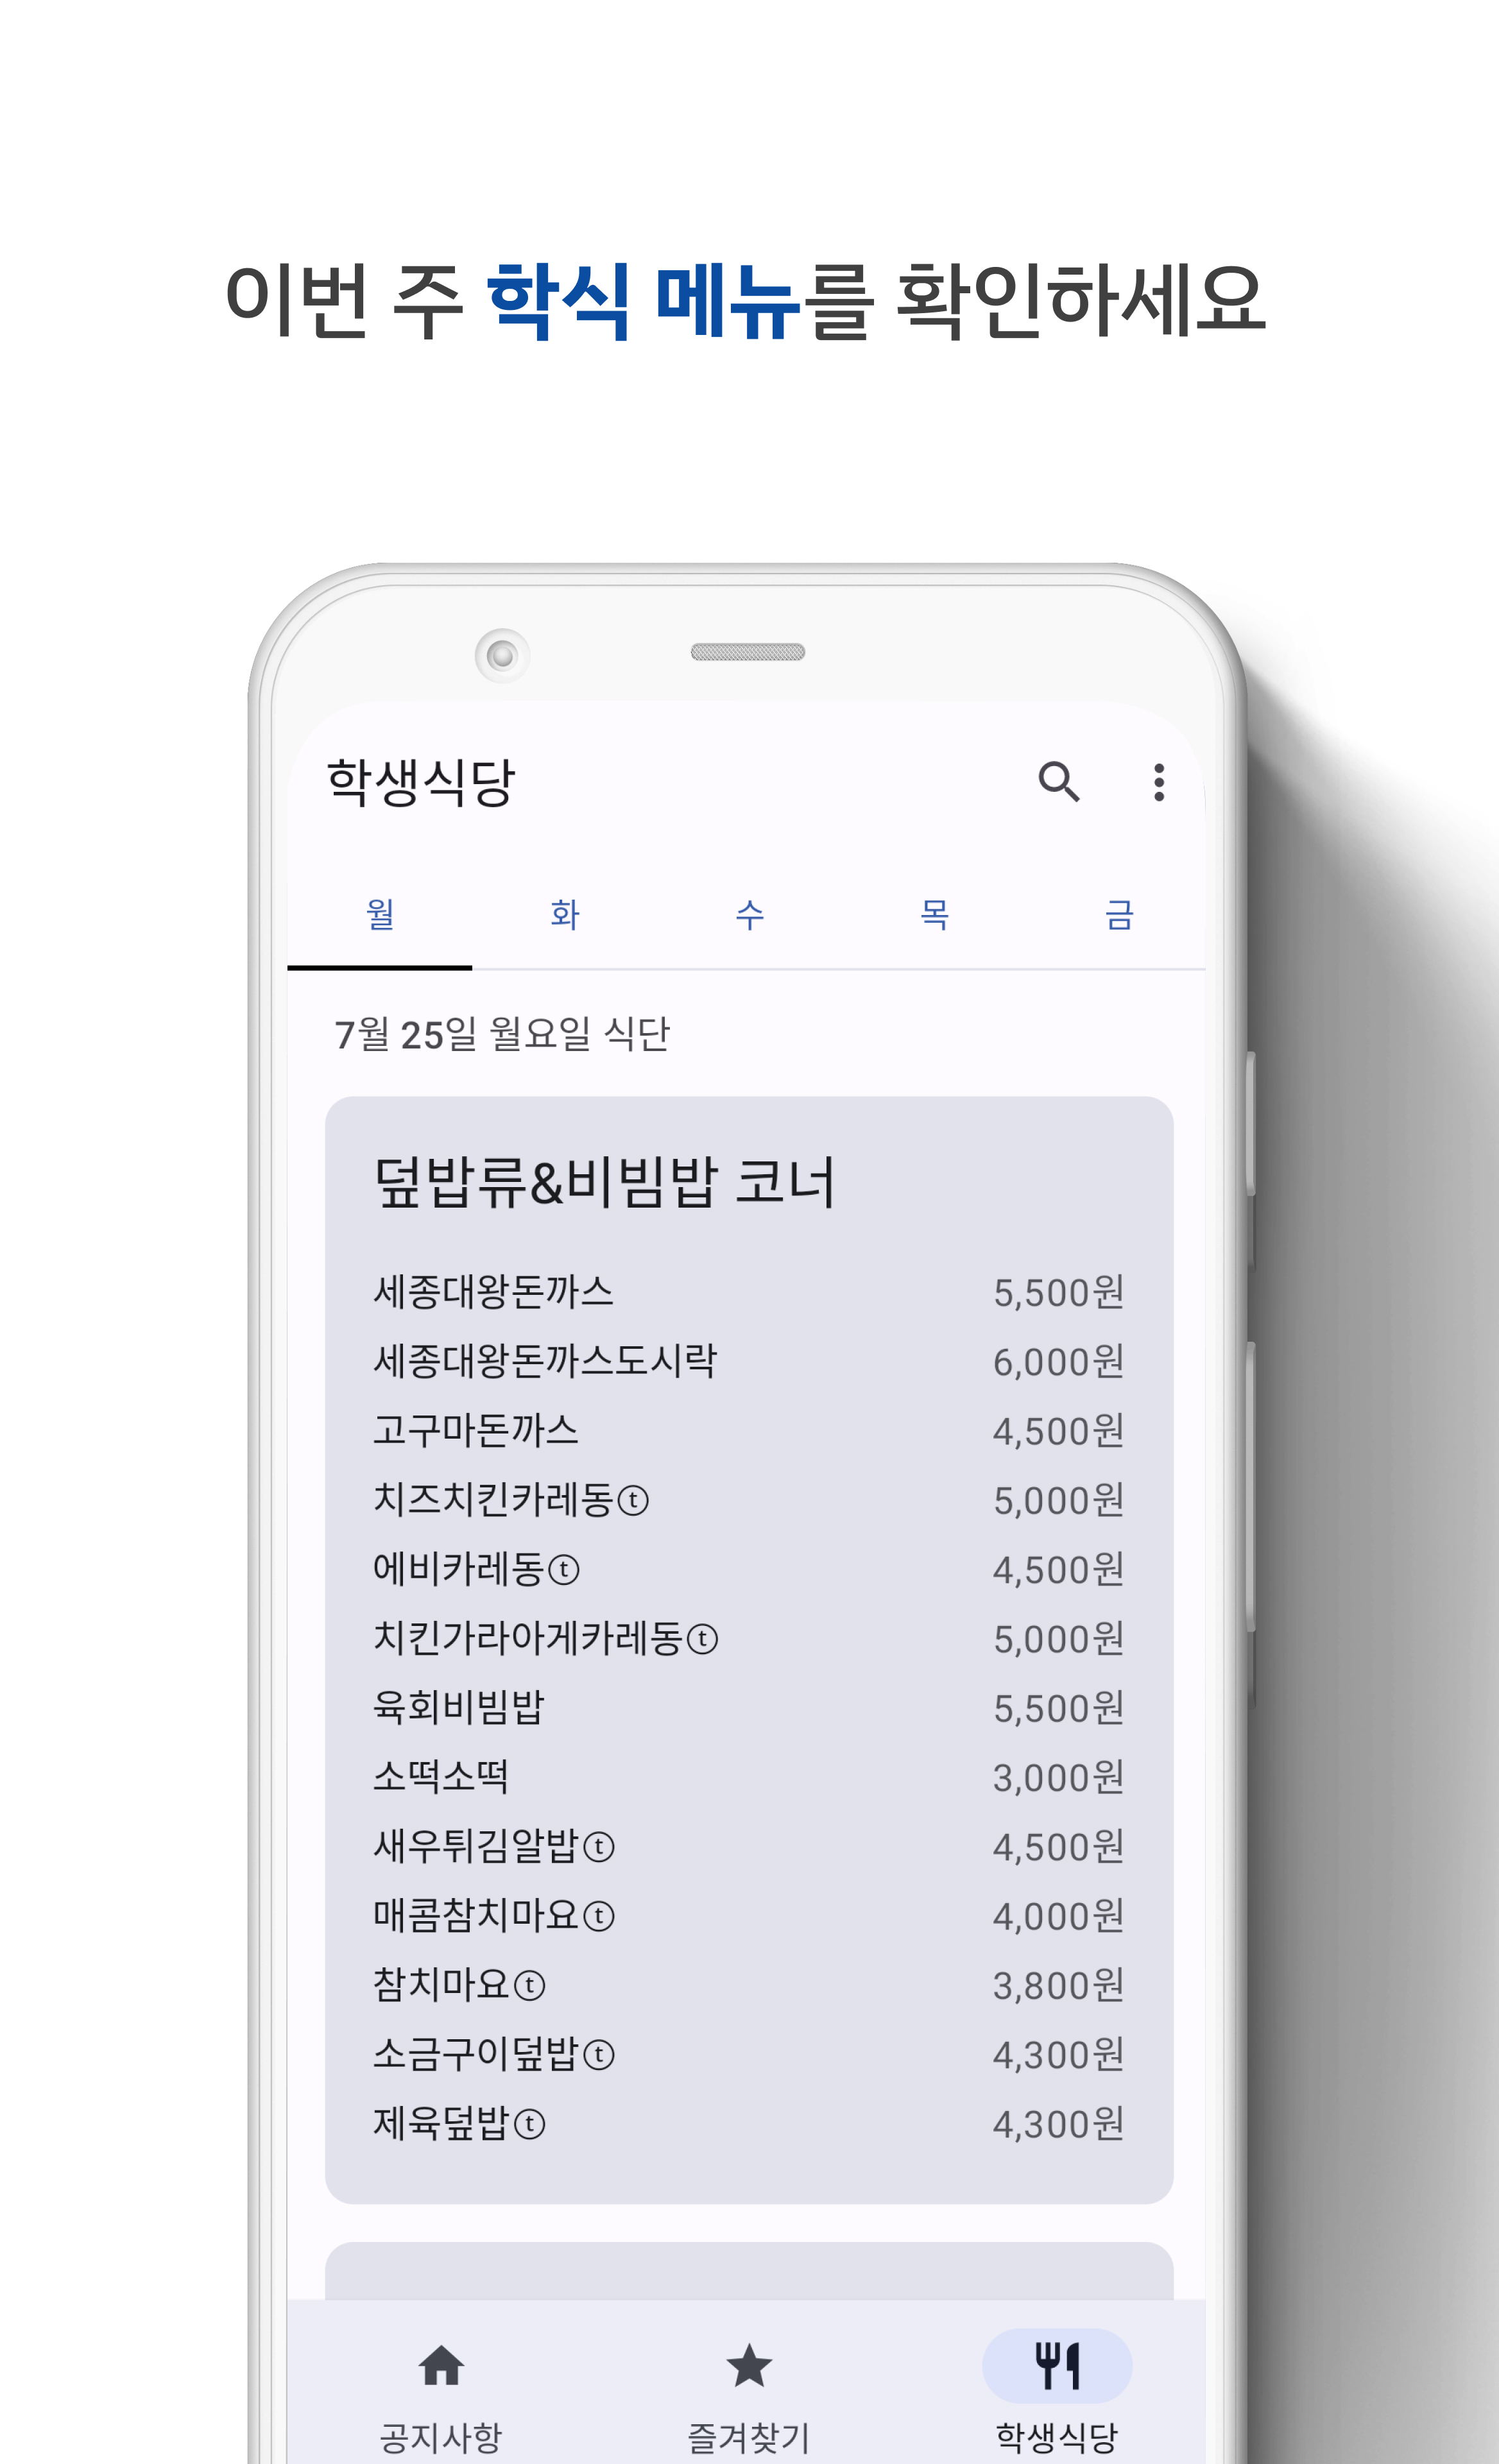 이번 주 학식 메뉴를 확인하세요
학생식당
월 화 수 목 금
7월 25일 월요일 식단
덮밥류&비빔밥 코너
세종대왕돈까스 5,500원
세종대왕돈까스도시락 6,000원
고구마돈까스 4,500원
치즈치킨카레동ⓣ 5,000원
에비카레동ⓣ 4,500원
치킨가라아게카레동ⓣ 5,000원
육회비빔밥 5,500원
소떡소떡 3,000원
새우튀김알밥ⓣ 4,500원
매콤참치마요ⓣ 4,000원
참치마요ⓣ 3,800원
소금구이덮밥ⓣ 4,300원
제육덮밥ⓣ 4,300원
공지사항 즐겨찾기 학생식당